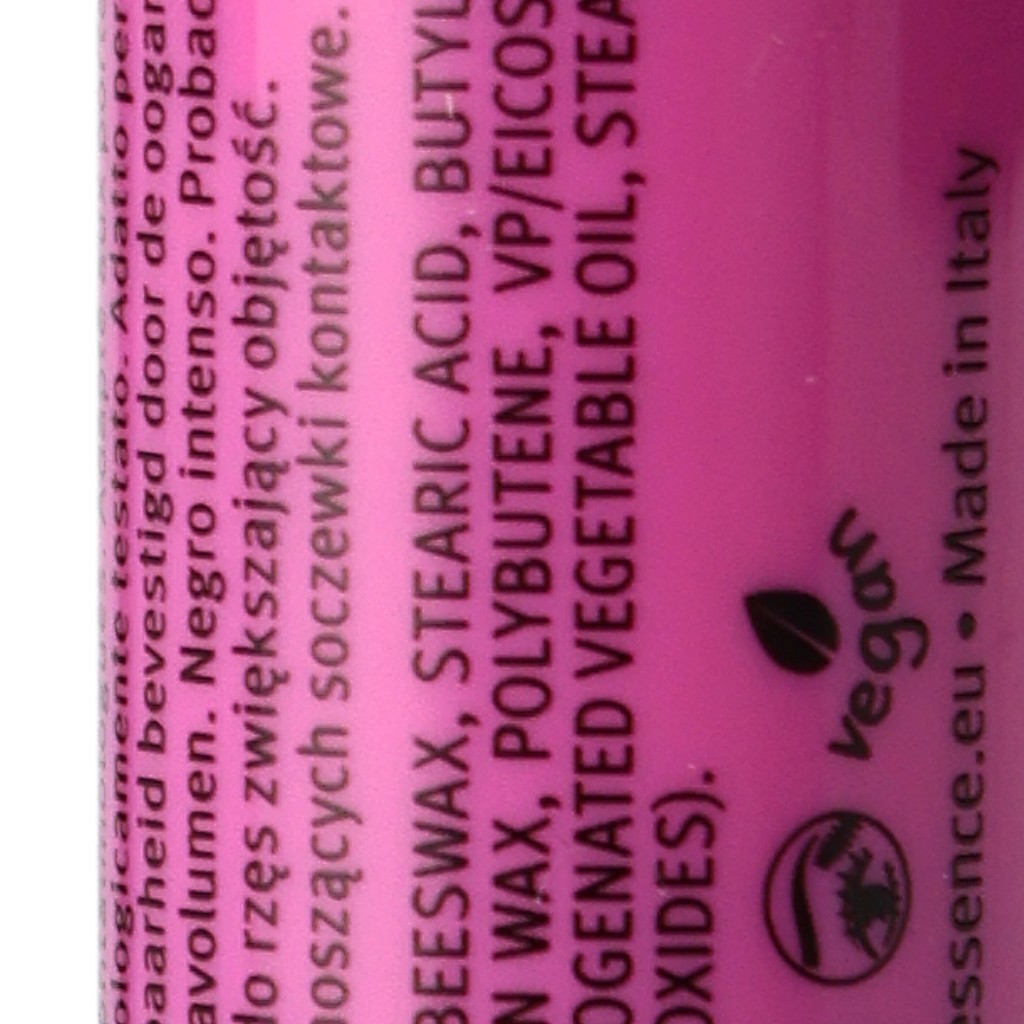 ologicamente testato. Adatto per
baarheid bevestigd door de oogar
avolumen. Negro intenso. Probad
do rzęs zwiększający objętość.
noszących soczewki kontaktowe.
BEESWAX, STEARIC ACID, BUTYL
N WAX, POLYBUTENE, VP/EICOS
OGENATED VEGETABLE OIL, STEA
OXIDES).
vegan
essence.eu • Made in Italy